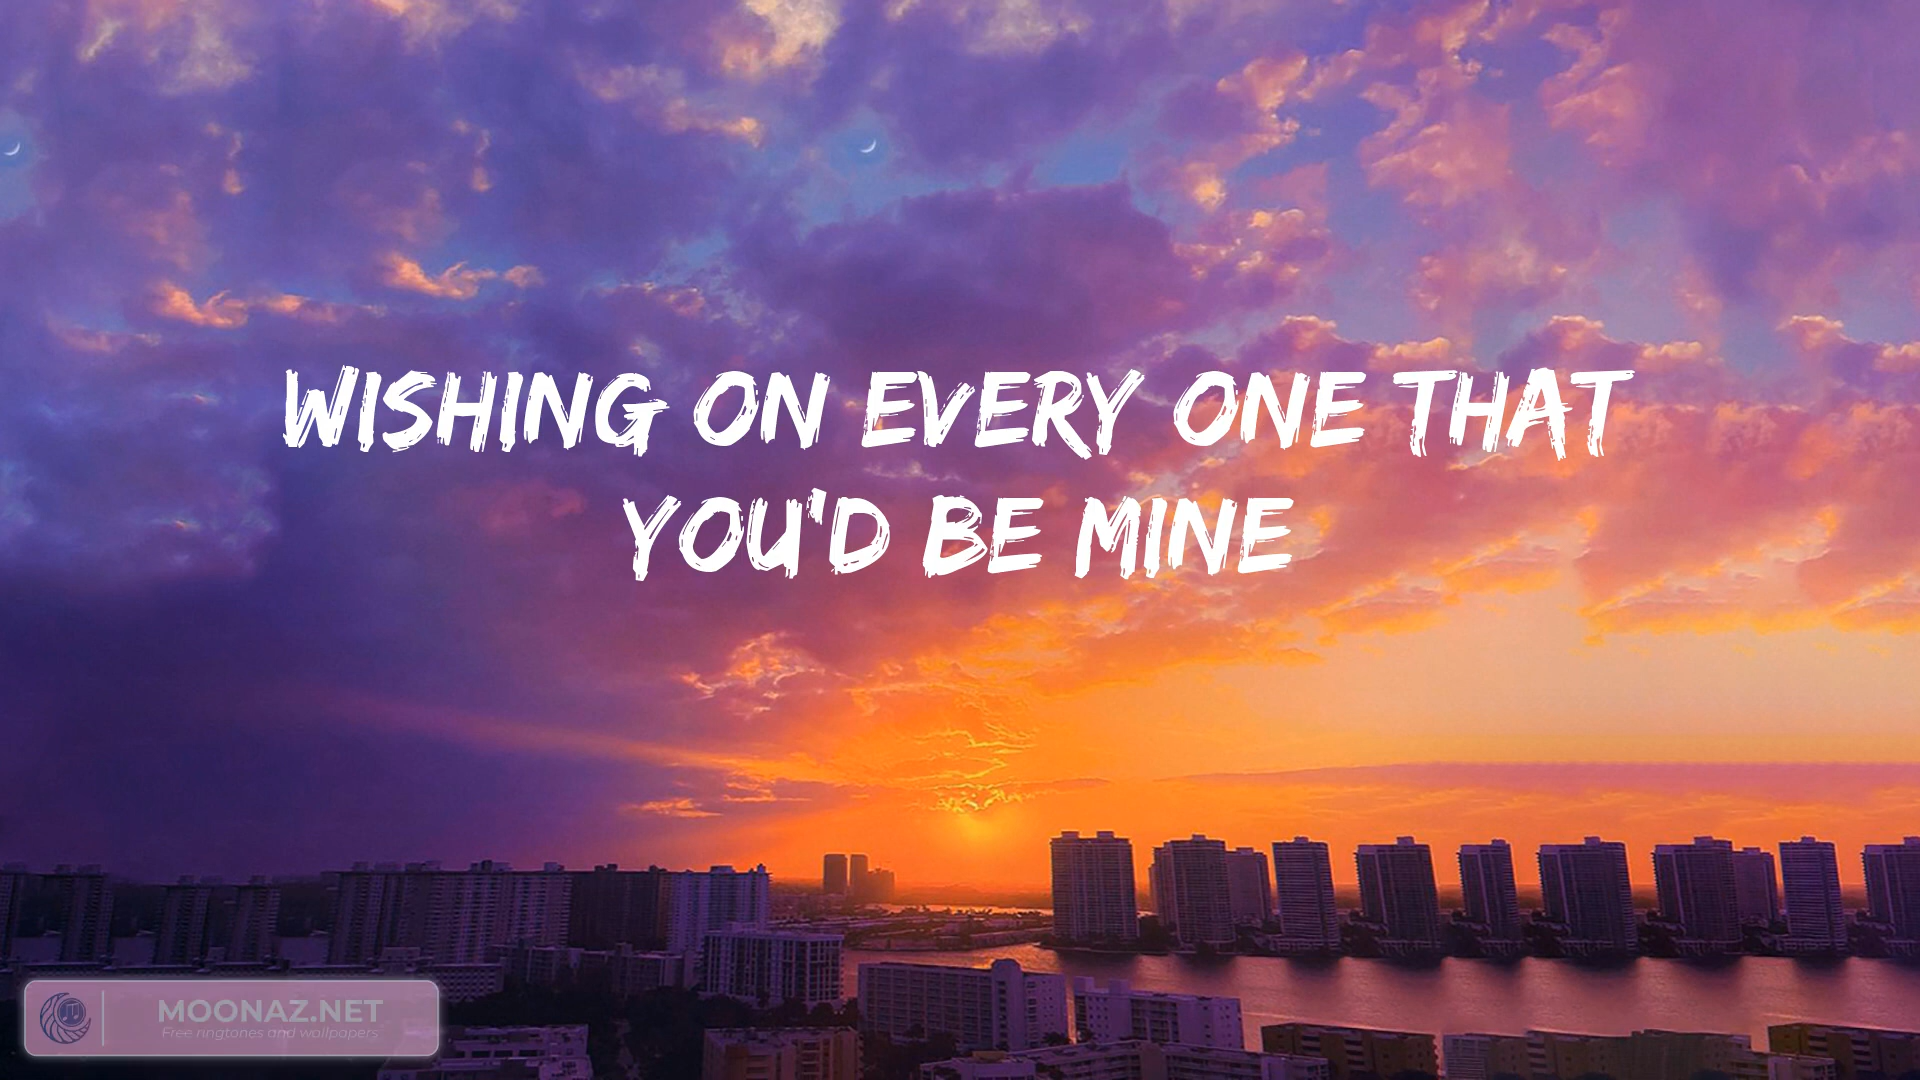 WISHING ON EVERY ONE THAT
YOU'D BE MINE
MOONAZ.NET
Free ringtones and wallpapers